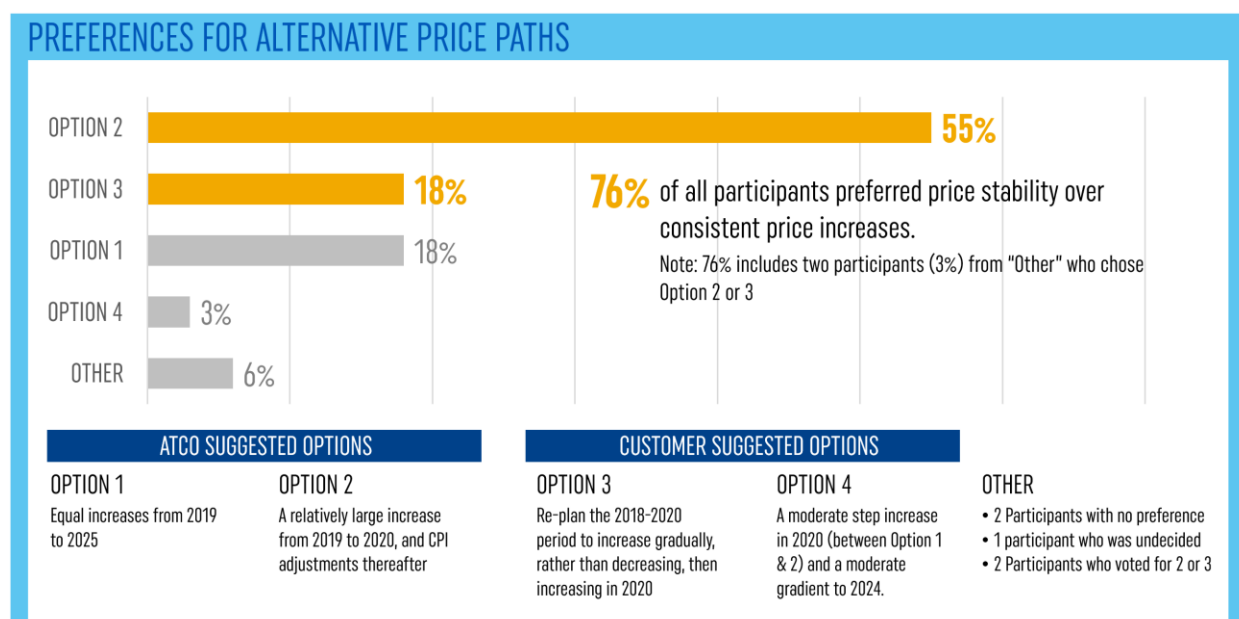 PREFERENCES FOR ALTERNATIVE PRICE PATHS
OPTION 2
55%
OPTION 3
18%
OPTION 1
18%
OPTION 4
3%
OTHER
6%
76% of all participants preferred price stability over
consistent price increases.
Note: 76% includes two participants (3%) from “Other” who chose
Option 2 or 3
ATCO SUGGESTED OPTIONS
OPTION 1
Equal increases from 2019
to 2025
OPTION 2
A relatively large increase
from 2019 to 2020, and CPI
adjustments thereafter
CUSTOMER SUGGESTED OPTIONS
OPTION 3
Re-plan the 2018-2020
period to increase gradually,
rather than decreasing, then
increasing in 2020
OPTION 4
A moderate step increase
in 2020 (between Option 1
& 2) and a moderate
gradient to 2024.
OTHER
• 2 Participants with no preference
• 1 participant who was undecided
• 2 Participants who voted for 2 or 3